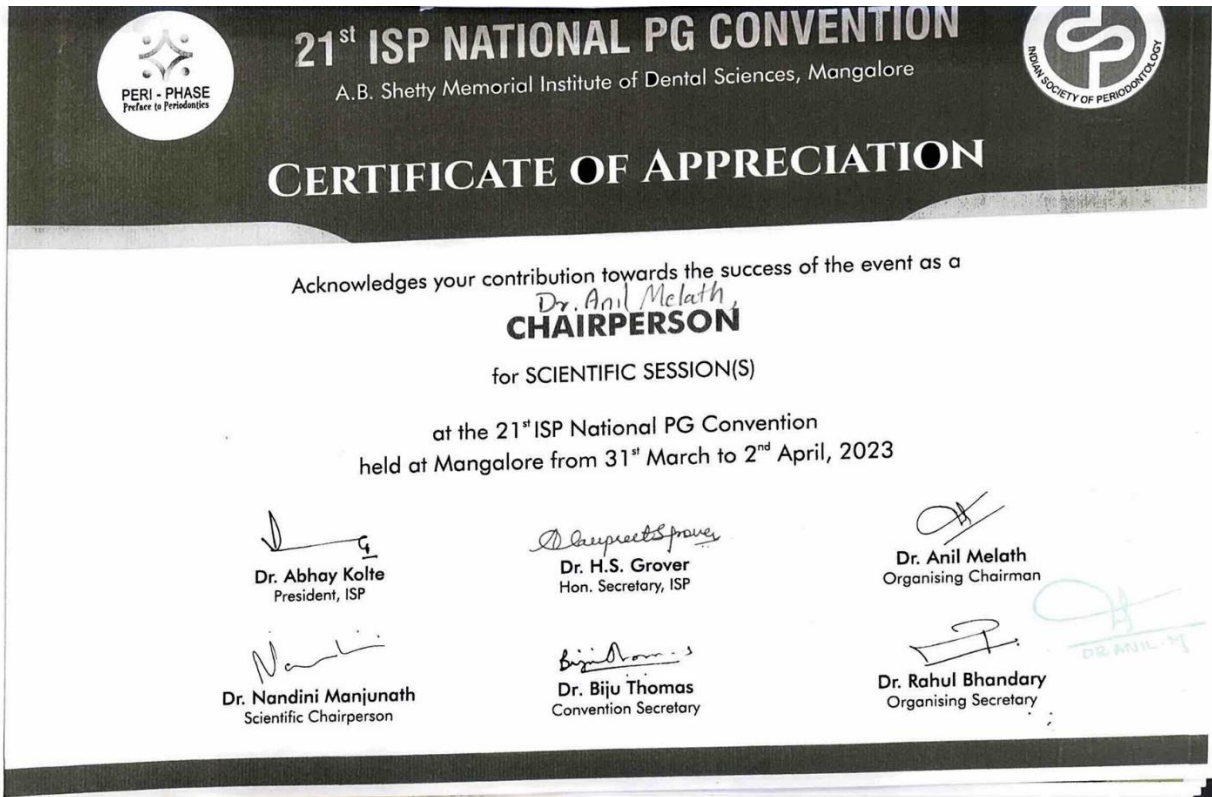 PERI - PHASE
Preface to Periodontics
21st ISP NATIONAL PG CONVENTION
A.B. Shetty Memorial Institute of Dental Sciences, Mangalore
INDIAN SOCIETY OF PERIODONTOLOGY
CERTIFICATE OF APPRECIATION
Acknowledges your contribution towards the success of the event as a
Dr. Anil Melath,
CHAIRPERSON
for SCIENTIFIC SESSION(S)
at the 21st ISP National PG Convention
held at Mangalore from 31st March to 2nd April, 2023
Dr. Abhay Kolte
President, ISP
Dr. H.S. Grover
Hon. Secretary, ISP
Dr. Anil Melath
Organising Chairman
DR ANIL. M
Dr. Nandini Manjunath
Scientific Chairperson
Dr. Biju Thomas
Convention Secretary
Dr. Rahul Bhandary
Organising Secretary